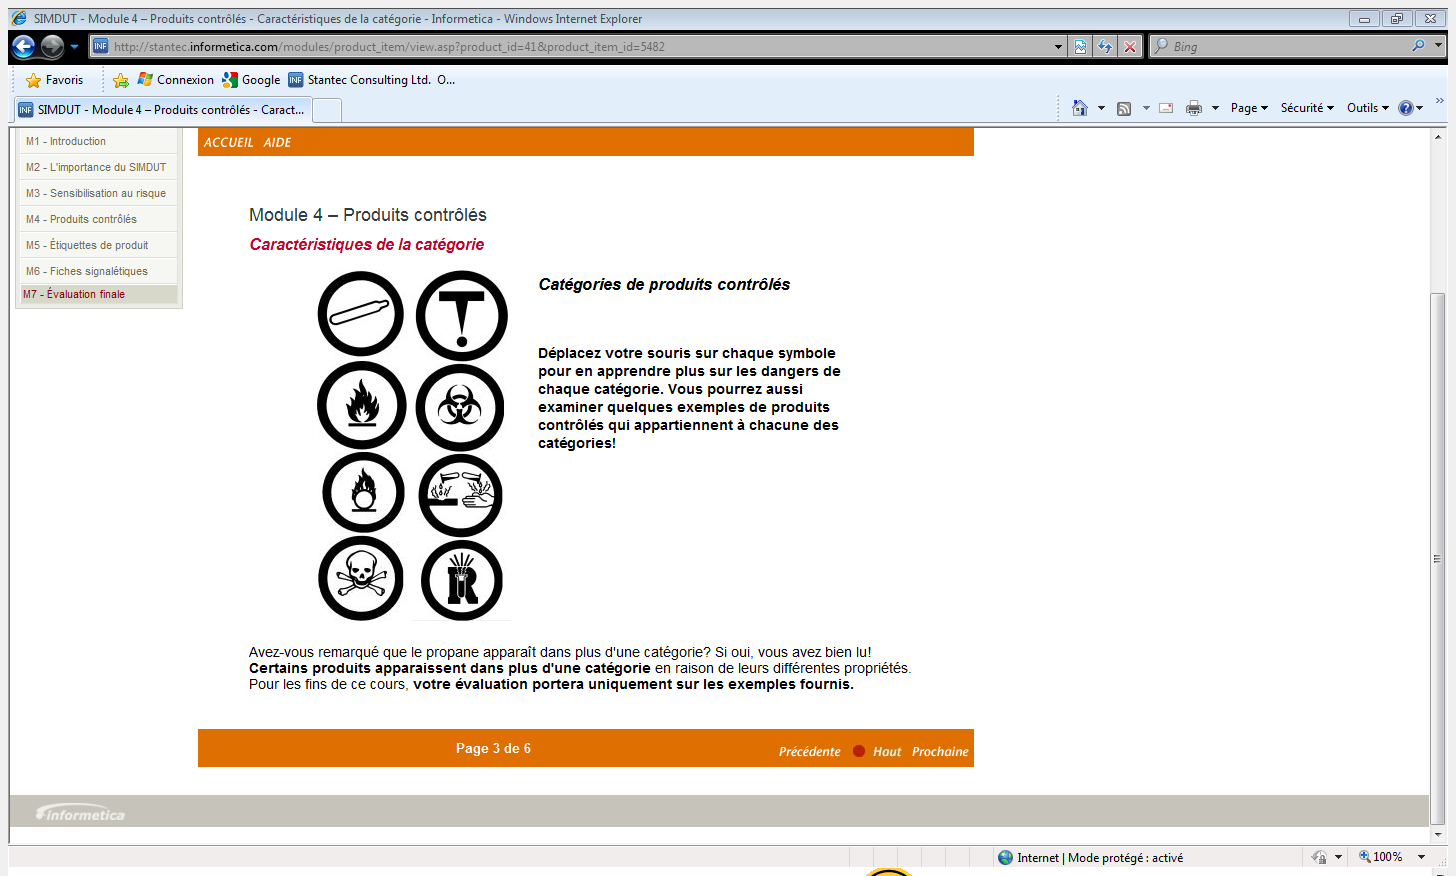 SIMDUT - Module 4 – Produits contrôlés - Caractéristiques de la catégorie - Informetica - Windows Internet Explorer
INF http://stantec.informetica.com/modules/product_item/view.asp?product_id=41&product_item_id=5482 Bing
Favoris Connexion Google INF Stantec Consulting Ltd. O...
INF SIMDUT - Module 4 – Produits contrôlés - Caract... Page Sécurité Outils
M1 - Introduction
M2 - L'importance du SIMDUT
M3 - Sensibilisation au risque
M4 - Produits contrôlés
M5 - Étiquettes de produit
M6 - Fiches signalétiques
M7 - Évaluation finale
ACCUEIL AIDE
Module 4 – Produits contrôlés
Caractéristiques de la catégorie
R
Catégories de produits contrôlés
Déplacez votre souris sur chaque symbole
pour en apprendre plus sur les dangers de
chaque catégorie. Vous pourrez aussi
examiner quelques exemples de produits
contrôlés qui appartiennent à chacune des
catégories!
Avez-vous remarqué que le propane apparaît dans plus d'une catégorie? Si oui, vous avez bien lu!
Certains produits apparaissent dans plus d'une catégorie en raison de leurs différentes propriétés.
Pour les fins de ce cours, votre évaluation portera uniquement sur les exemples fournis.
Page 3 de 6 Précédente Haut Prochaine
informetica
Internet | Mode protégé : activé 100%